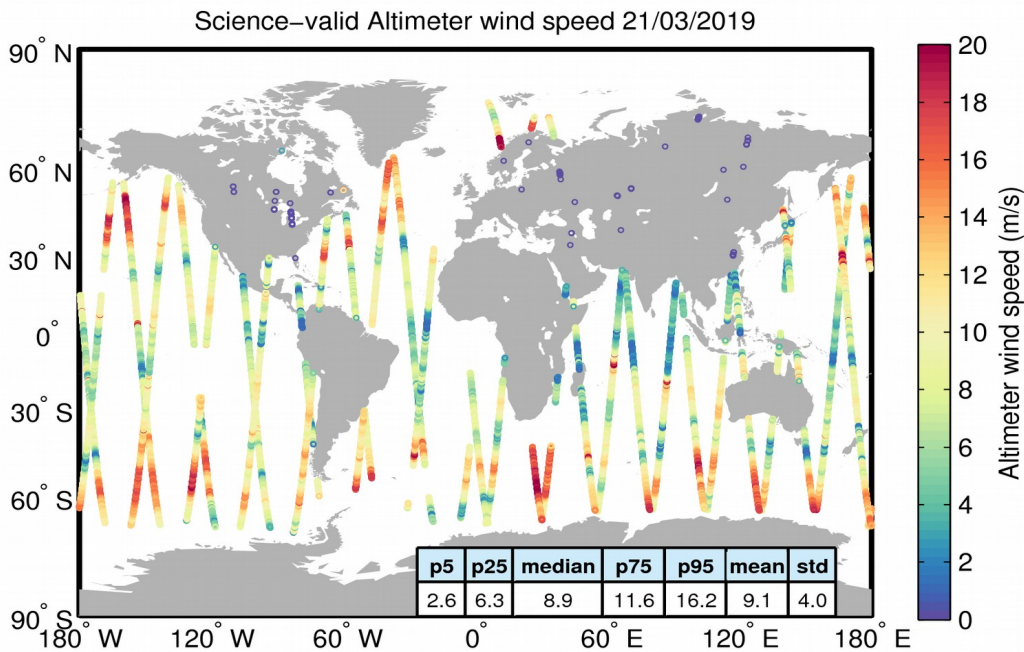 Science−valid Altimeter wind speed 21/03/2019
90° N
60° N
30° N
0°
30° S
60° S
90° S
180° W
120° W
60° W
0°
60° E
120° E
180° E
p5 p25 median p75 p95 mean std
2.6 6.3 8.9 11.6 16.2 9.1 4.0
20
18
16
14
12
10
8
6
4
2
0
Altimeter wind speed (m/s)